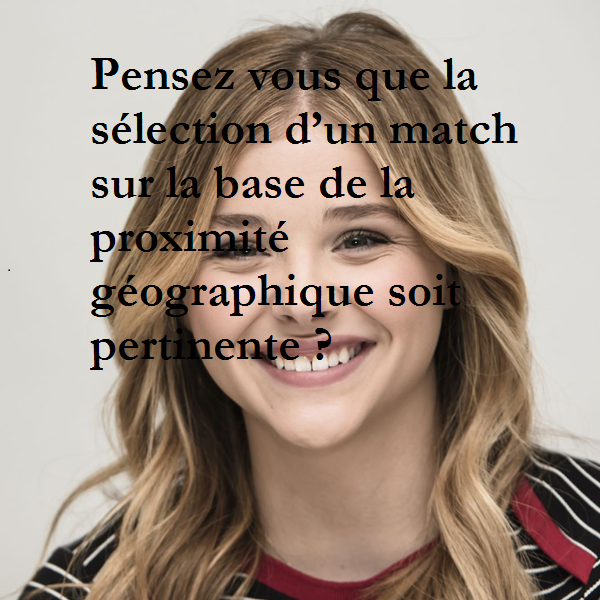 Pensez vous que la
sélection d’un match
sur la base de la
proximité
géographique soit
pertinente ?